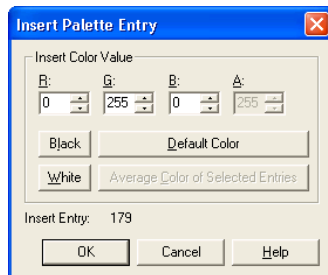 Insert Palette Entry
Insert Color Value
R: G: B: A:
0 255 0 255
Black Default Color
White Average Color of Selected Entries
Insert Entry: 179
OK Cancel Help